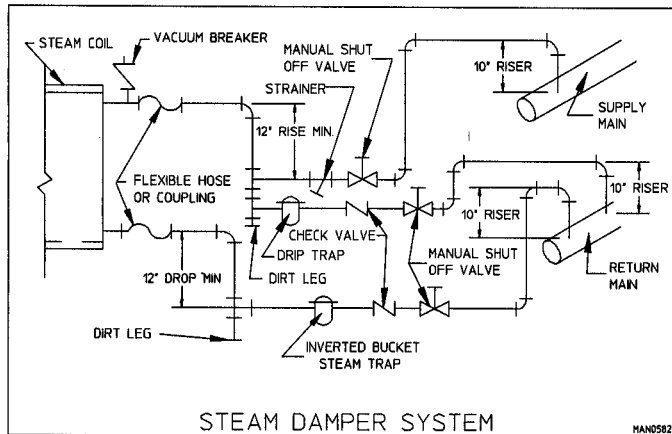 STEAM COIL
VACUUM BREAKER
MANUAL SHUT
OFF VALVE
STRAINER
10" RISER
SUPPLY
MAIN
12" RISE MIN.
FLEXIBLE HOSE
OR COUPLING
CHECK VALVE
DRIP TRAP
DIRT LEG
10" RISER
10" RISER
MANUAL SHUT
OFF VALVE
RETURN
MAIN
12" DROP MIN
DIRT LEG
INVERTED BUCKET
STEAM TRAP
STEAM DAMPER SYSTEM
MAN0582